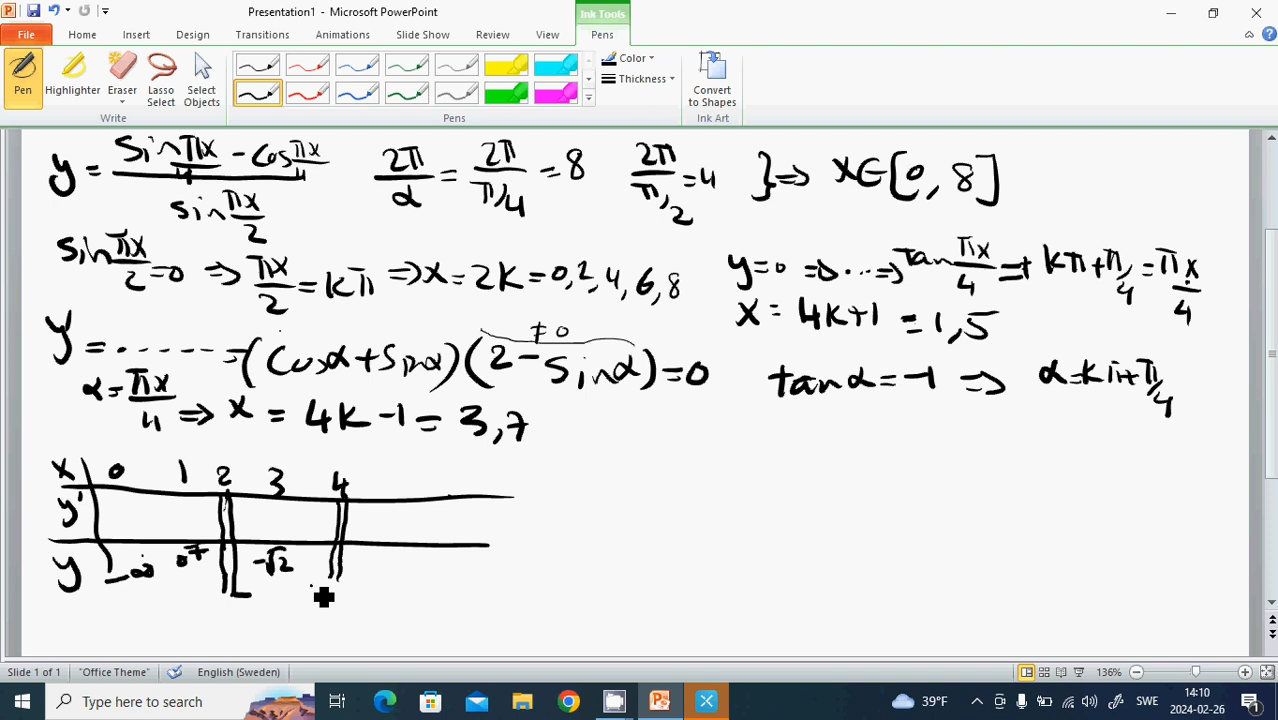 Presentation1 - Microsoft PowerPoint
Ink Tools
File Home Insert Design Transitions Animations Slide Show Review View Pens
Pen Highlighter Eraser Lasso Select Select Objects
Color
Thickness
Convert to Shapes
Write Pens Ink Art
y = (sin πx/4 - cos πx/4) / (sin πx/2) 2π/α = 2π/(π/4) = 8 2π/(π/2) = 4 } => x∈[0, 8]
sin πx/2 = 0 => πx/2 = kπ => x = 2k = 0, 2, 4, 6, 8
y=0 => ... => tan πx/4 = 1 kπ + π/4 = πx/4
x = 4k+1 = 1, 5
y' = ....... = (cosα + sinα)(2 - sinα) = 0 ≠ 0
tanα = -1 => α = kπ + π/4
α = πx/4 => x = 4k - 1 = 3, 7
x 0 1 2 3 4
y'
y -∞ 0 + -√2
Slide 1 of 1 "Office Theme" English (Sweden) 136%
Type here to search 39°F SWE 14:10
2024-02-26